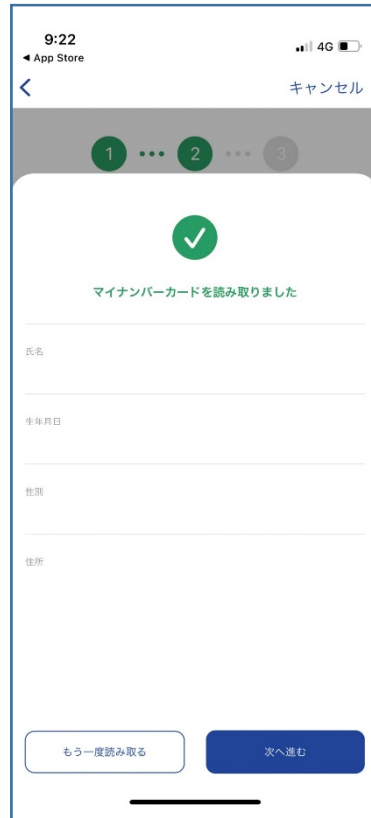 9:22
4G
◀ App Store
キャンセル
1 ••• 2 ••• 3
マイナンバーカードを読み取りました
氏名
生年月日
性別
住所
もう一度読み取る
次へ進む